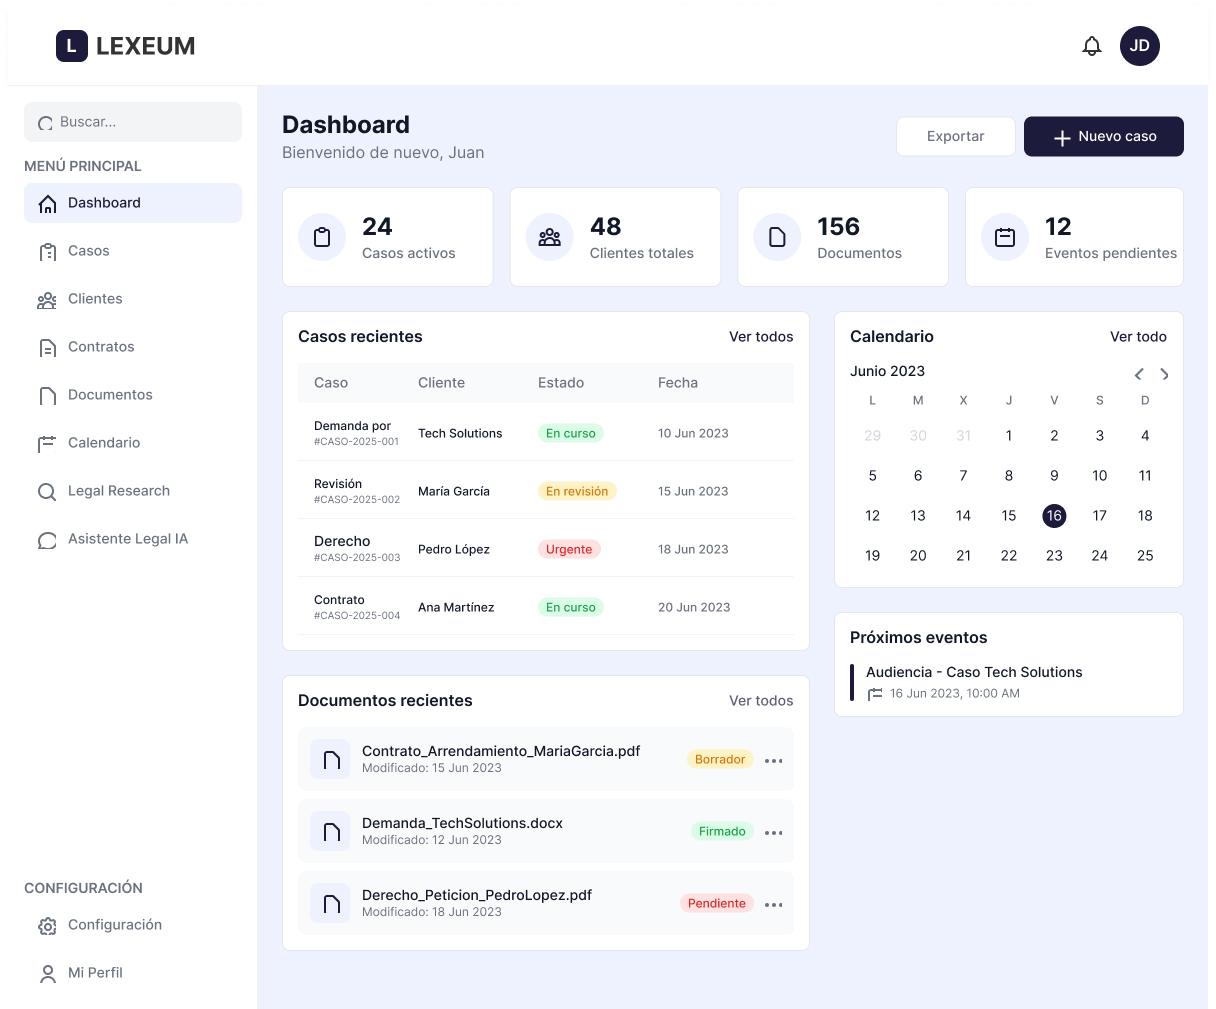 L LEXEUM
JD
Buscar...
MENÚ PRINCIPAL
Dashboard
Casos
Clientes
Contratos
Documentos
Calendario
Legal Research
Asistente Legal IA
CONFIGURACIÓN
Configuración
Mi Perfil
Dashboard
Bienvenido de nuevo, Juan
Exportar
Nuevo caso
24
Casos activos
48
Clientes totales
156
Documentos
12
Eventos pendientes
Casos recientes
Ver todos
Caso Cliente Estado Fecha
Demanda por
#CASO-2025-001
Tech Solutions
En curso
10 Jun 2023
Revisión
#CASO-2025-002
María García
En revisión
15 Jun 2023
Derecho
#CASO-2025-003
Pedro López
Urgente
18 Jun 2023
Contrato
#CASO-2025-004
Ana Martínez
En curso
20 Jun 2023
Documentos recientes
Ver todos
Contrato_Arrendamiento_MariaGarcia.pdf
Modificado: 15 Jun 2023
Borrador
Demanda_TechSolutions.docx
Modificado: 12 Jun 2023
Firmado
Derecho_Peticion_PedroLopez.pdf
Modificado: 18 Jun 2023
Pendiente
Calendario
Ver todo
Junio 2023
L M X J V S D
29 30 31 1 2 3 4
5 6 7 8 9 10 11
12 13 14 15 16 17 18
19 20 21 22 23 24 25
Próximos eventos
Audiencia - Caso Tech Solutions
16 Jun 2023, 10:00 AM